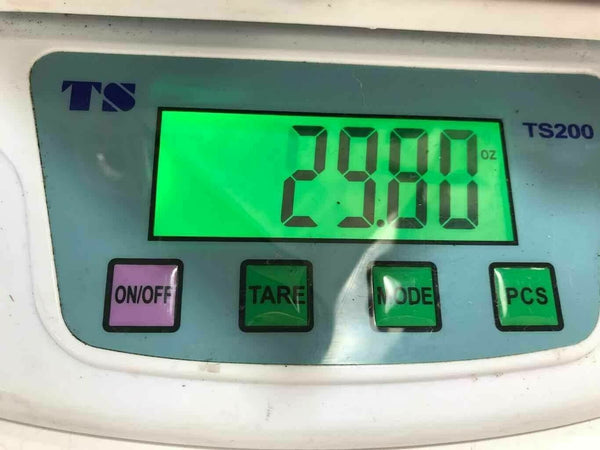 TS
TS200
29.80 oz
ON/OFF TARE MODE PCS